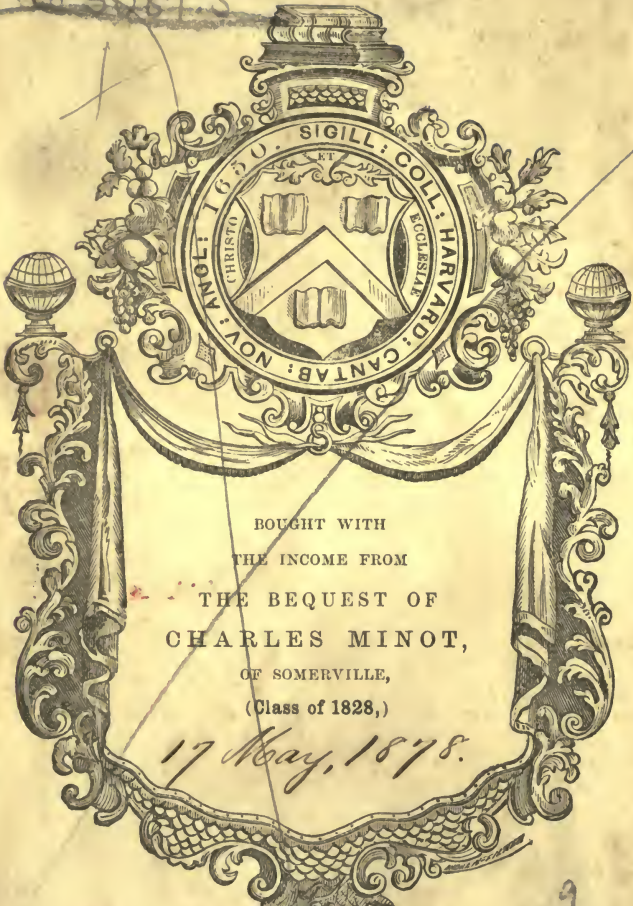 SIGILL: COLL: HARVARD: CANTAB: NOV: ANGL: 1650.
ET
CHRISTO
ECCLESIAE
BOUGHT WITH
THE INCOME FROM
THE BEQUEST OF
CHARLES MINOT,
OF SOMERVILLE,
(Class of 1828,)
17 May, 1878.